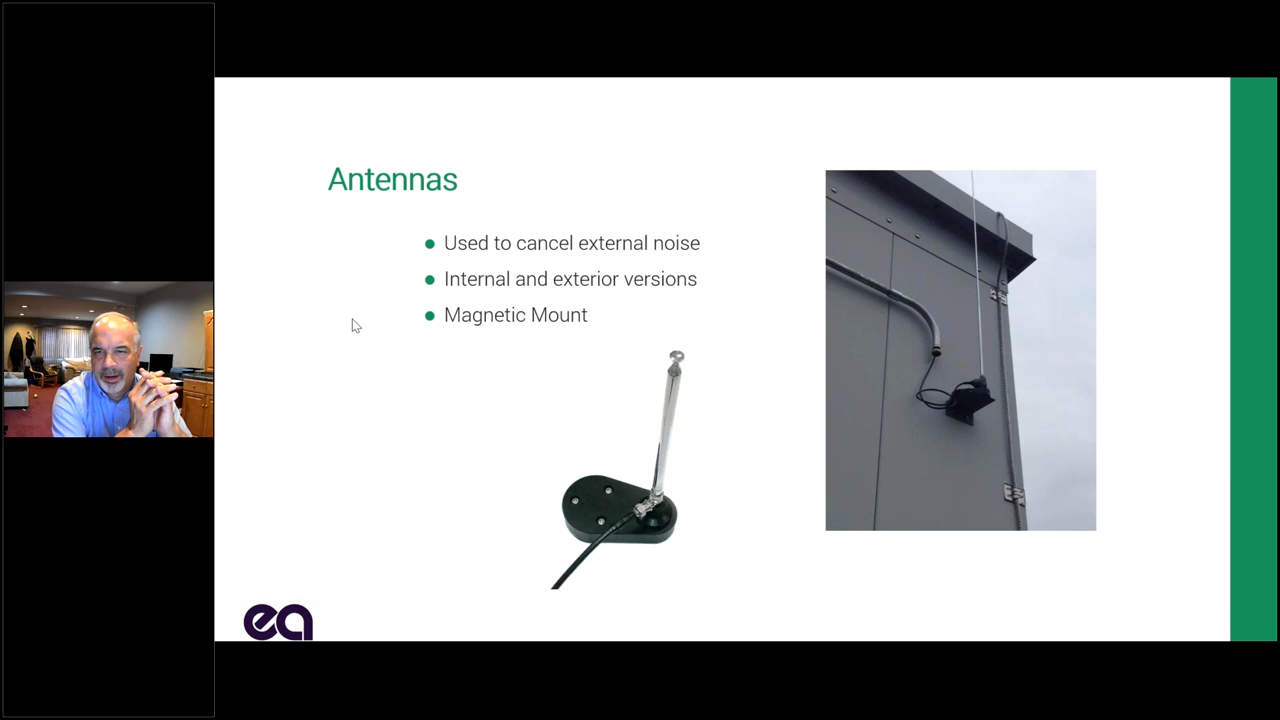 Antennas
Used to cancel external noise
Internal and exterior versions
Magnetic Mount
ea